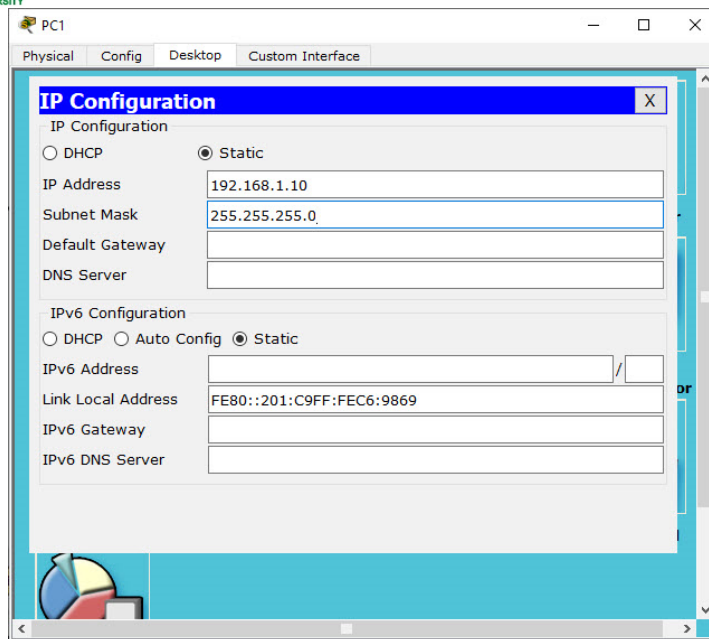 PC1
Physical Config Desktop Custom Interface
IP Configuration X
IP Configuration
DHCP Static
IP Address 192.168.1.10
Subnet Mask 255.255.255.0
Default Gateway
DNS Server
IPv6 Configuration
DHCP Auto Config Static
IPv6 Address /
Link Local Address FE80::201:C9FF:FEC6:9869
IPv6 Gateway
IPv6 DNS Server
or